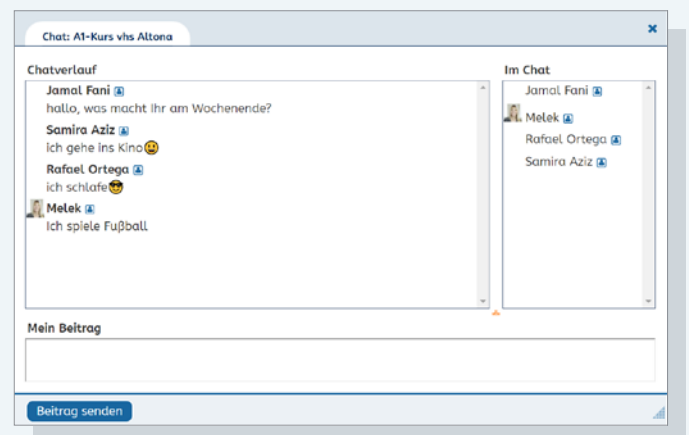 Chat: A1-Kurs vhs Altona
Chatverlauf
Jamal Fani
hallo, was macht Ihr am Wochenende?
Samira Aziz
ich gehe ins Kino
Rafael Ortega
ich schlafe
Melek
Ich spiele Fußball
Im Chat
Jamal Fani
Melek
Rafael Ortega
Samira Aziz
Mein Beitrag
Beitrag senden